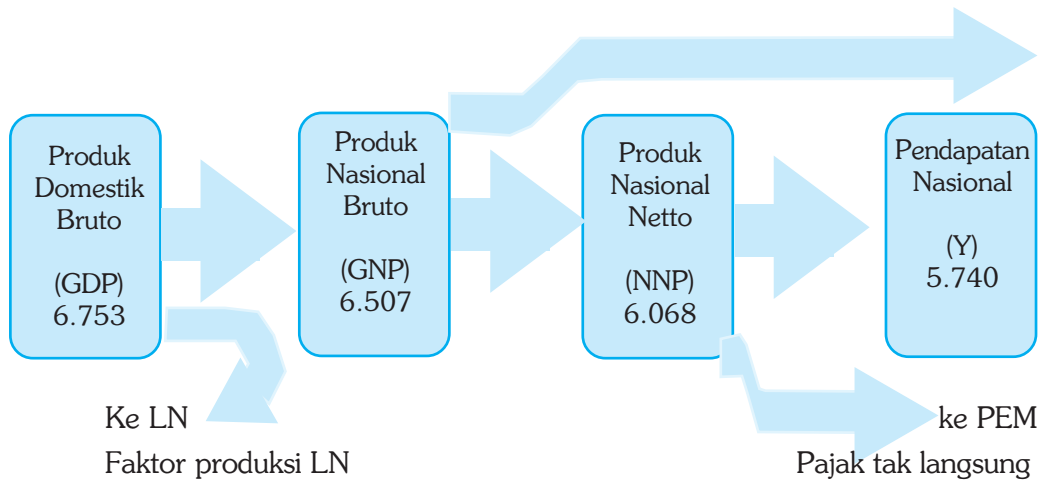 Produk
Domestik
Bruto
(GDP)
6.753
Produk
Nasional
Bruto
(GNP)
6.507
Produk
Nasional
Netto
(NNP)
6.068
Pendapatan
Nasional
(Y)
5.740
Ke LN
Faktor produksi LN
ke PEM
Pajak tak langsung